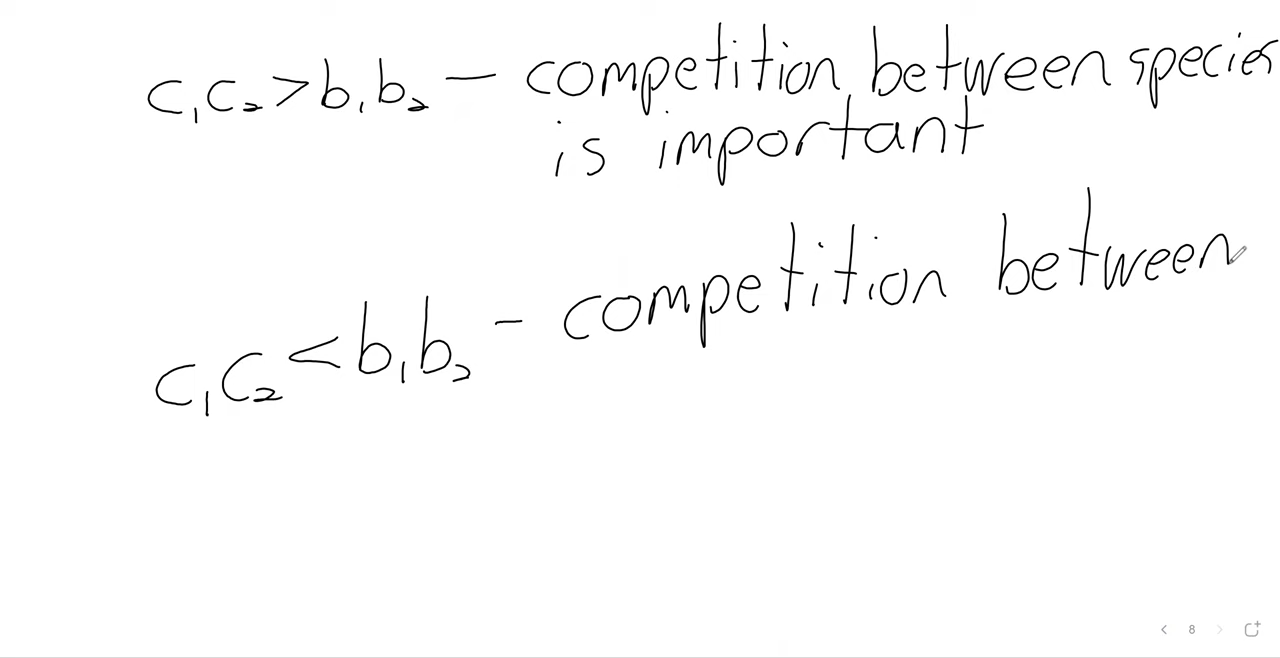 c₁c₂ > b₁b₂ — competition between species
is important
c₁c₂ < b₁b₂ - competition between
8